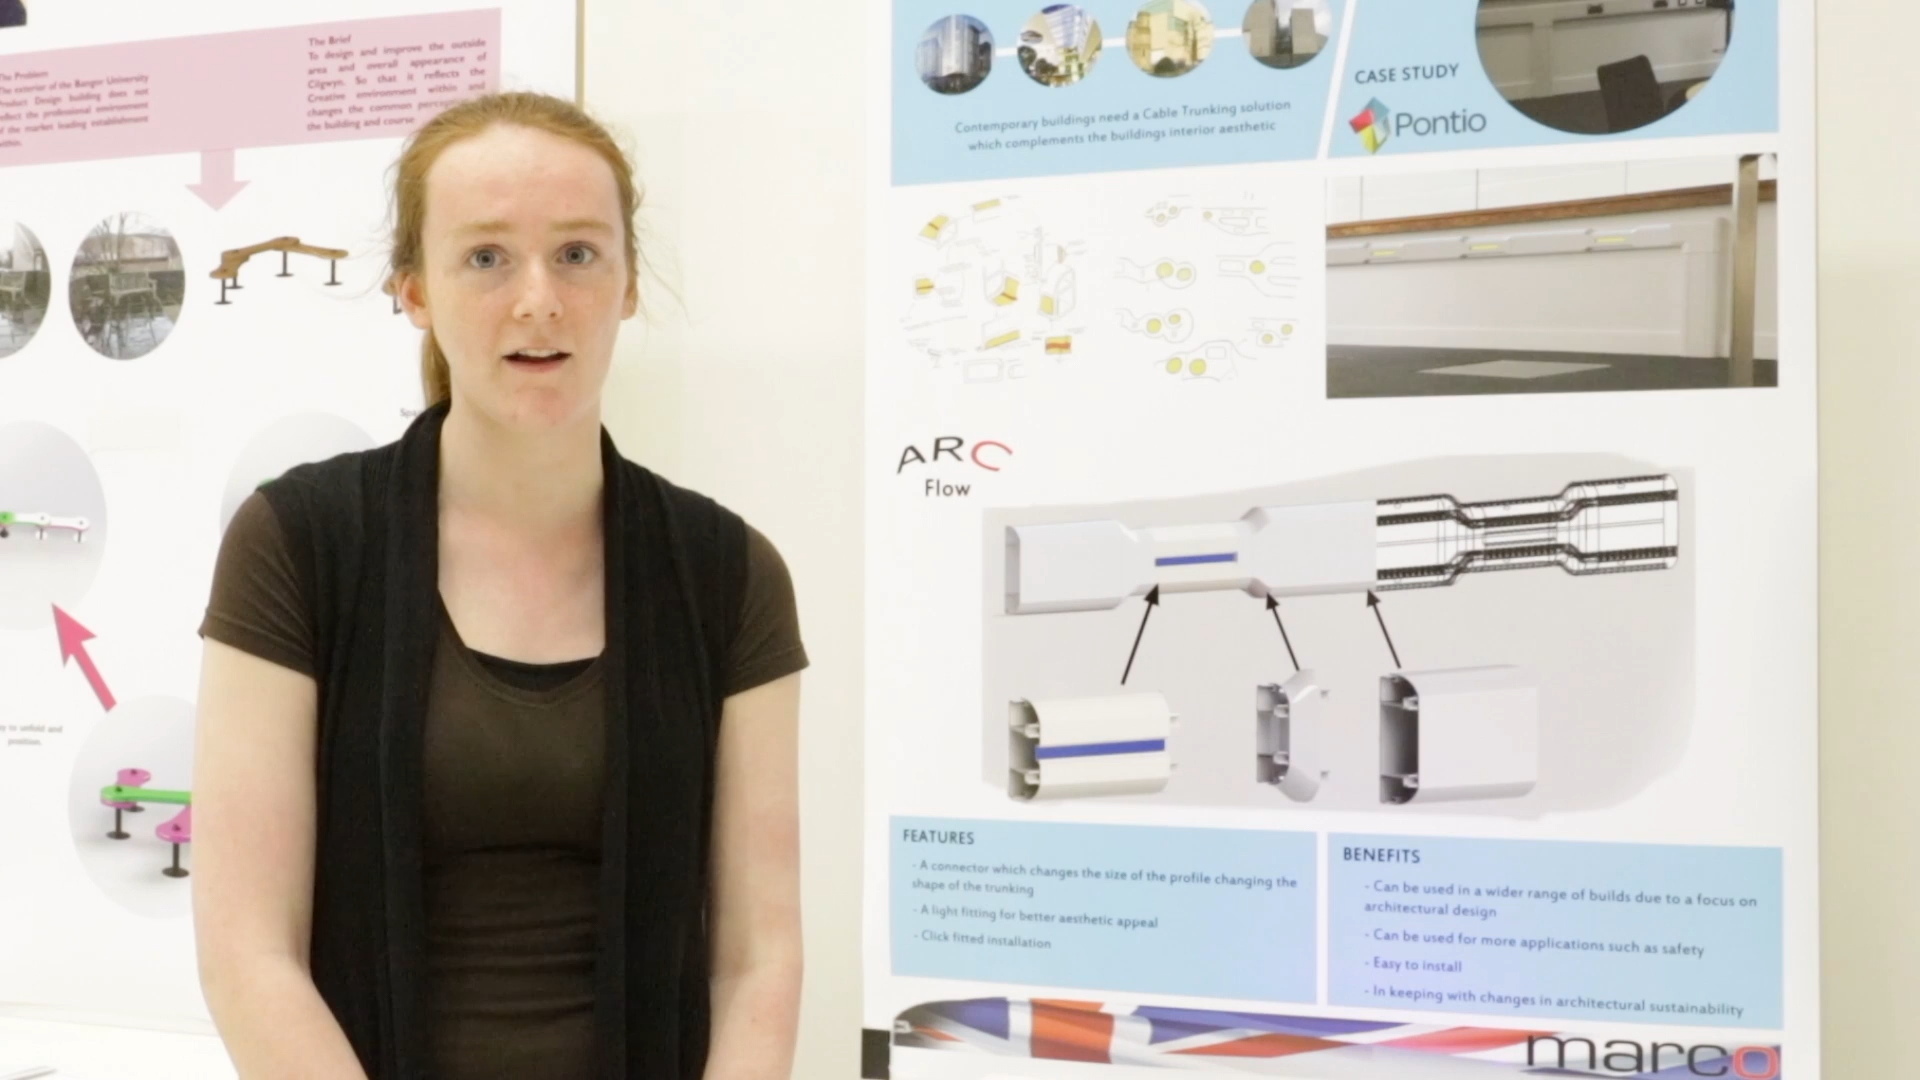 The Problem
The exterior of the Bangor University
Product Design building does not
reflect the professional environment
of the market leading establishment
within.
The Brief
To design and improve the outside
area and overall appearance of
Cilgwyn. So that it reflects the
Creative environment within and
changes the common
the building and course
to unfold and
position.
Contemporary buildings need a Cable Trunking solution
which complements the buildings interior aesthetic
CASE STUDY
Pontio
ARC
Flow
FEATURES
- A connector which changes the size of the profile changing the
shape of the trunking
- A light fitting for better aesthetic appeal
- Click fitted installation
BENEFITS
- Can be used in a wider range of builds due to a focus on
architectural design
- Can be used for more applications such as safety
- Easy to install
- In keeping with changes in architectural sustainability
marco